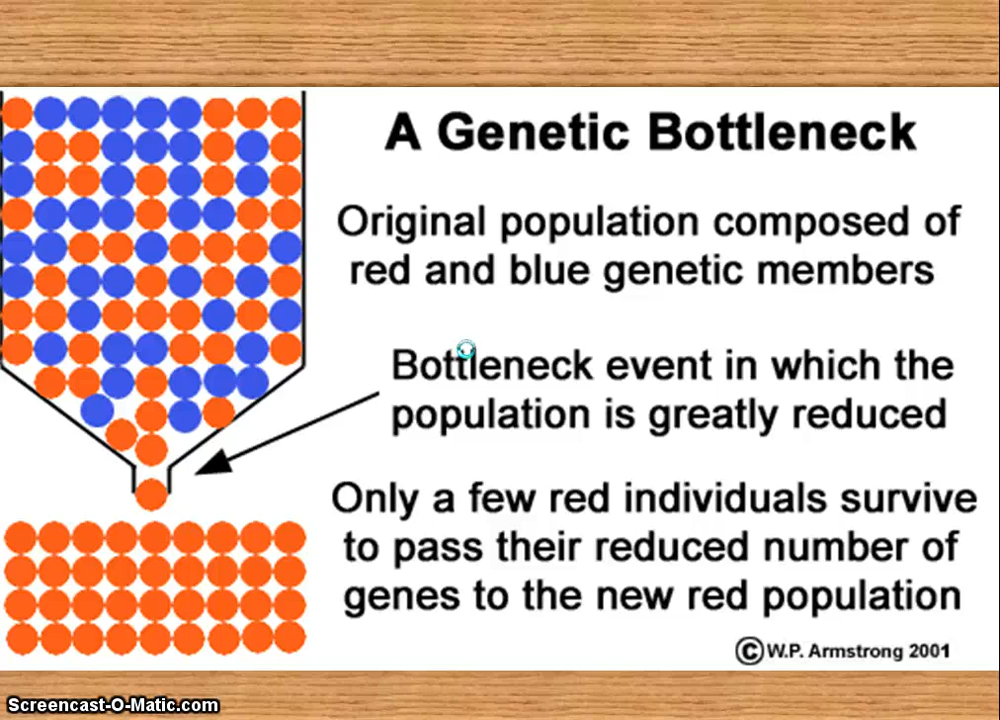 A Genetic Bottleneck
Original population composed of
red and blue genetic members
Bottleneck event in which the
population is greatly reduced
Only a few red individuals survive
to pass their reduced number of
genes to the new red population
©W.P. Armstrong 2001
Screencast-O-Matic.com